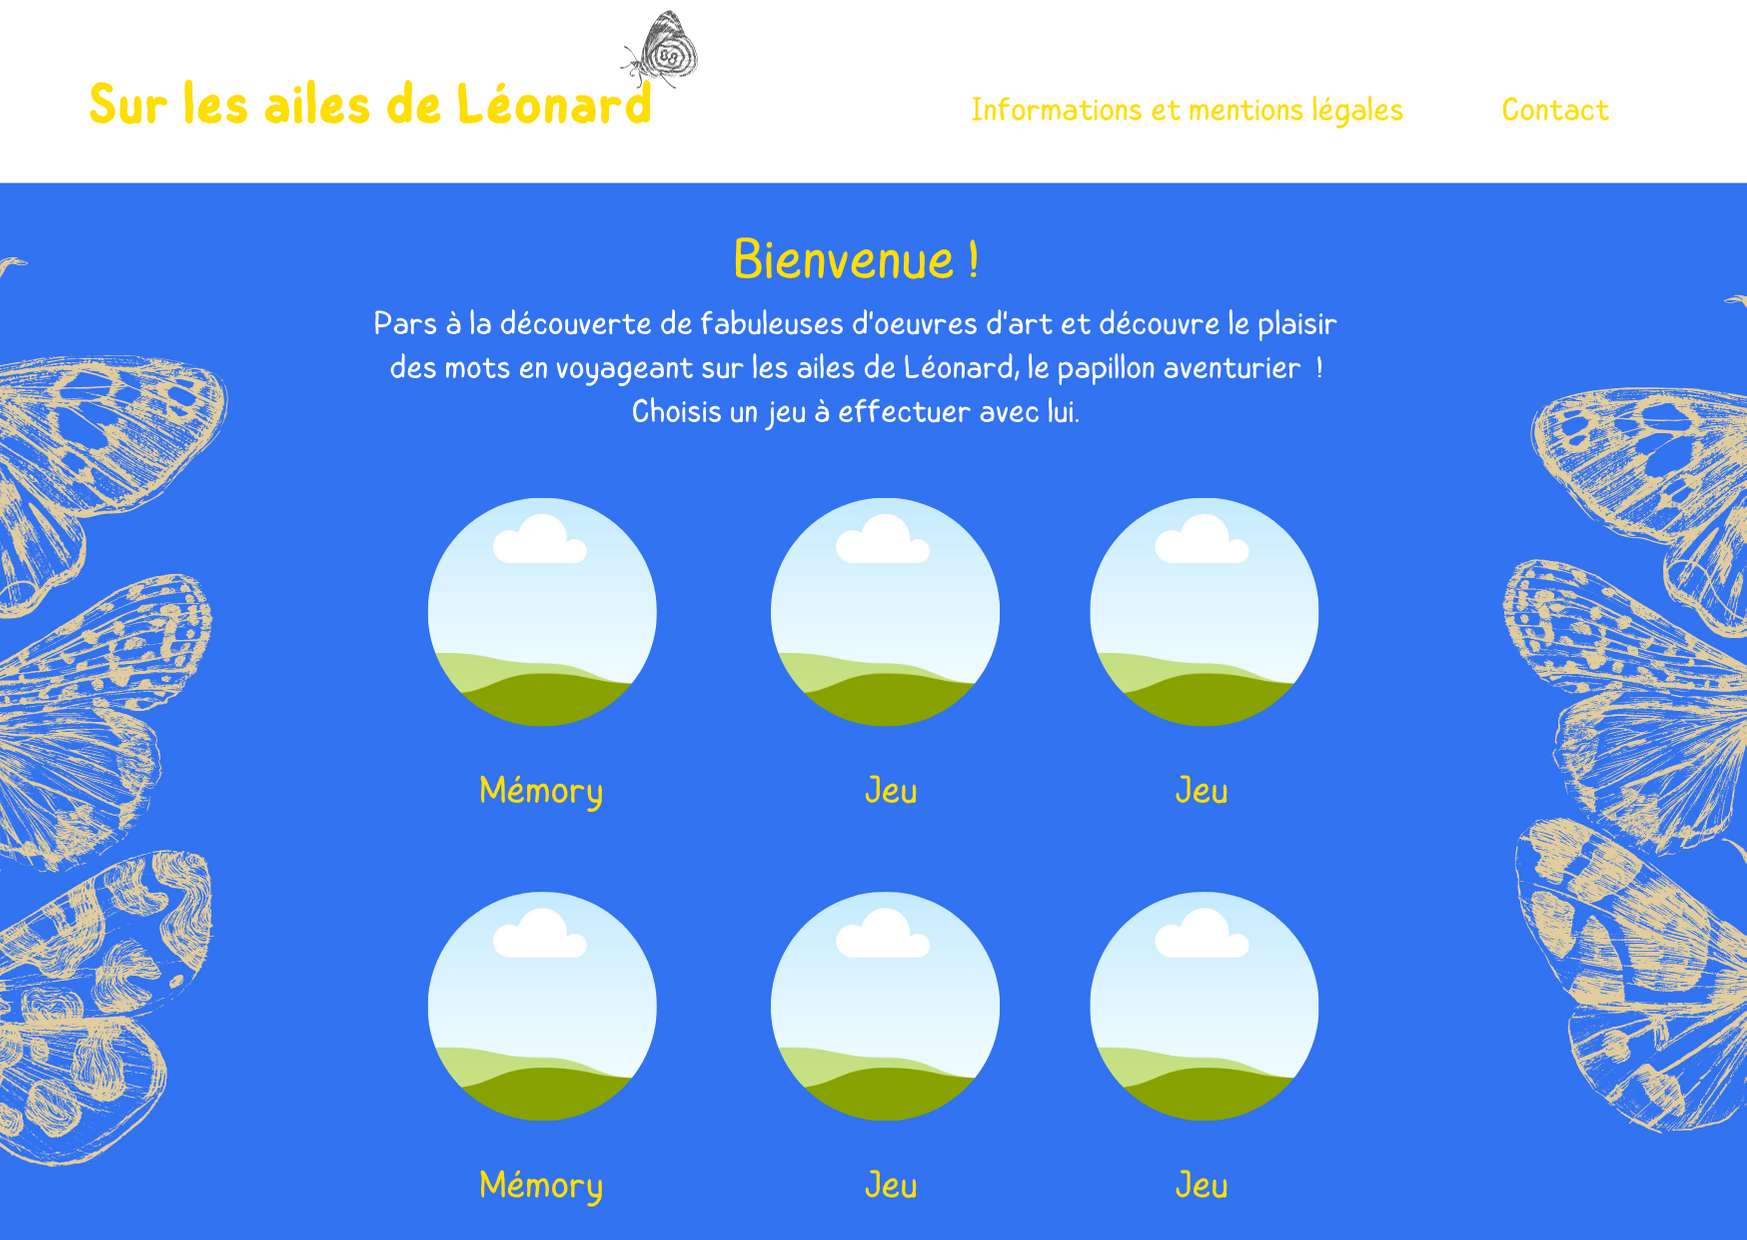 Sur les ailes de Léonard
Informations et mentions légales
Contact
Bienvenue !
Pars à la découverte de fabuleuses d'oeuvres d'art et découvre le plaisir
des mots en voyageant sur les ailes de Léonard, le papillon aventurier !
Choisis un jeu à effectuer avec lui.
Mémory
Jeu
Jeu
Mémory
Jeu
Jeu